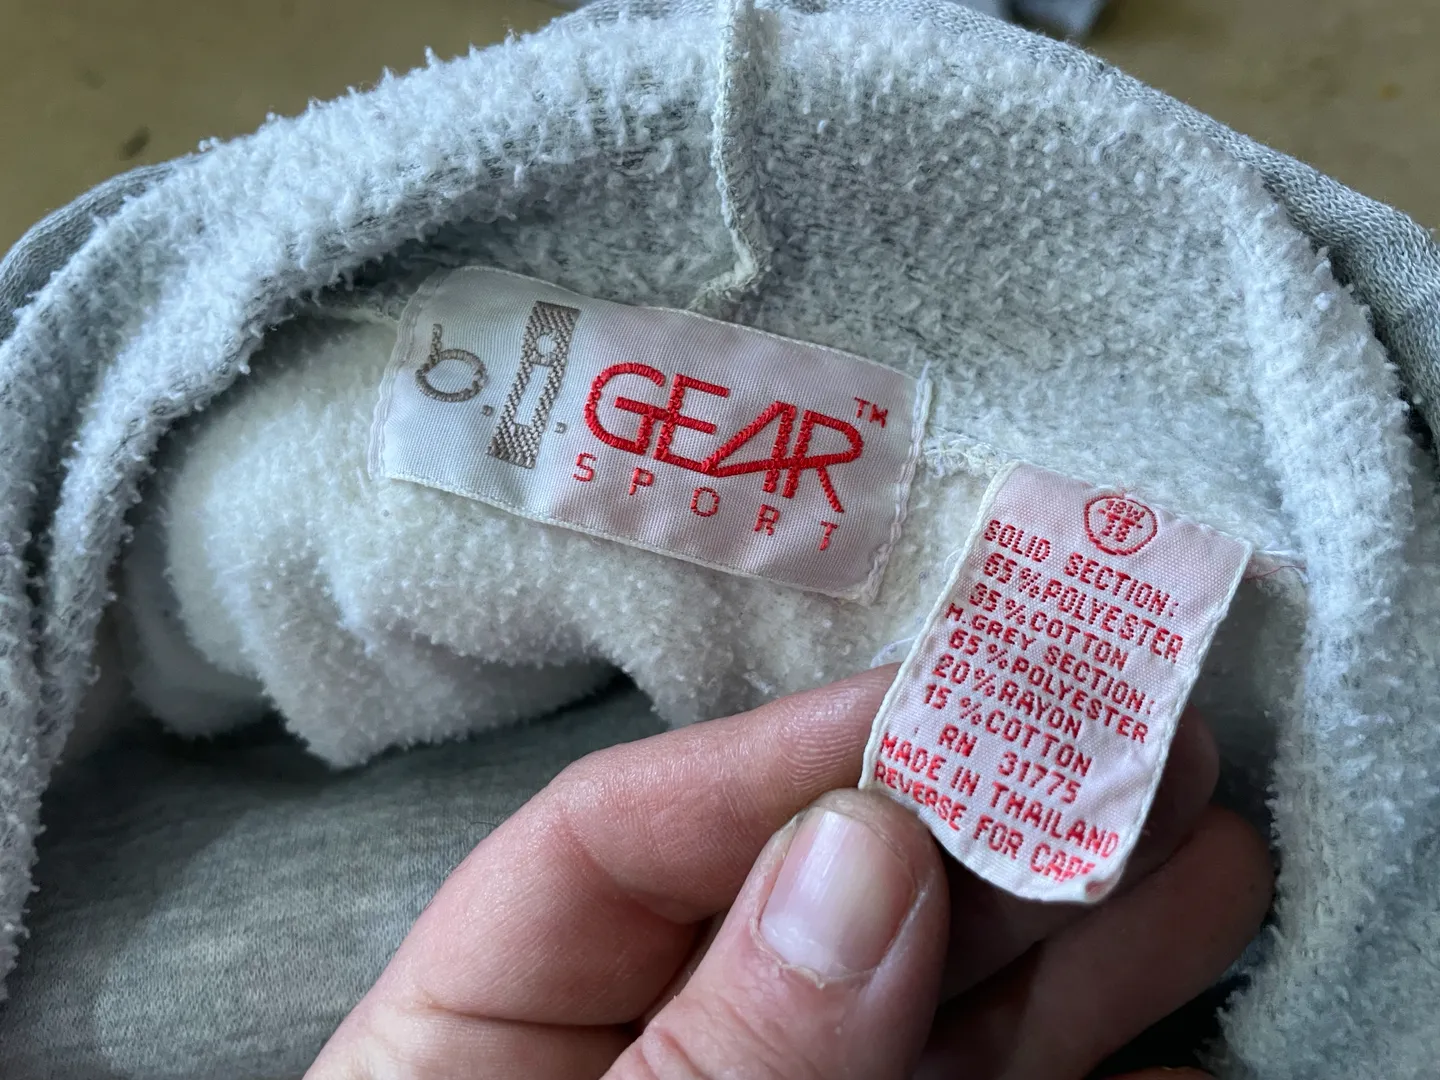 GEAR™
SPORT
SOLID SECTION:
65%POLYESTER
35%COTTON
H.GREY SECTION:
65%POLYESTER
20%RAYON
15%COTTON
RN 31775
MADE IN THAILAND
REVERSE FOR CARE